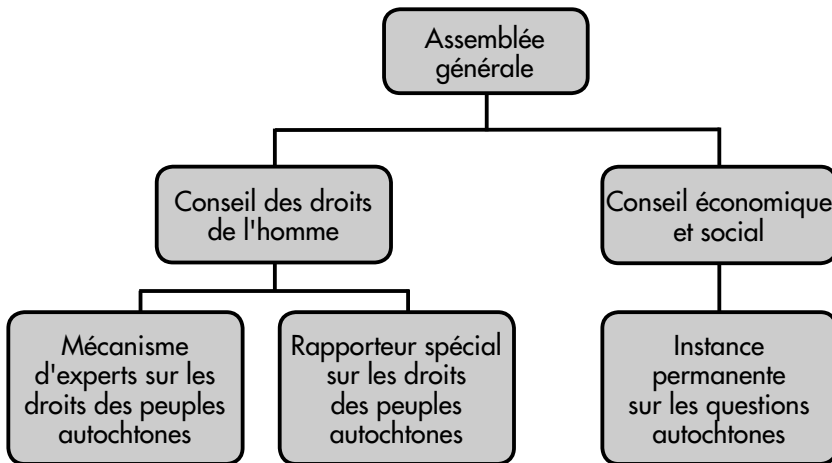 Assemblée
générale
Conseil des droits
de l'homme
Conseil économique
et social
Mécanisme
d'experts sur les
droits des peuples
autochtones
Rapporteur spécial
sur les droits
des peuples
autochtones
Instance
permanente
sur les questions
autochtones